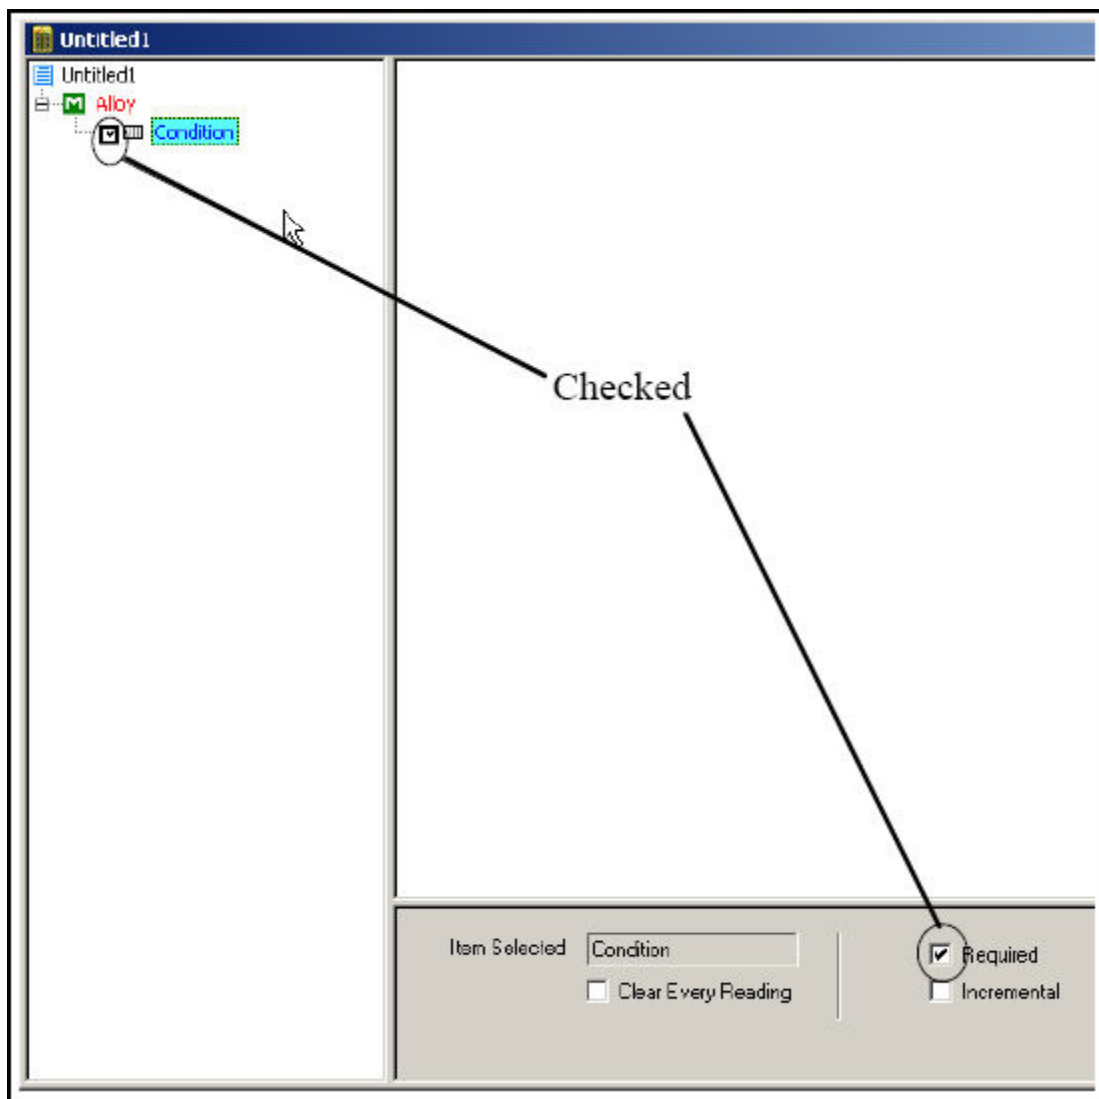 Untitled1
Untitled1
M Alloy
Condition
Checked
Item Selected Condition
Required
Clear Every Reading
Incremental